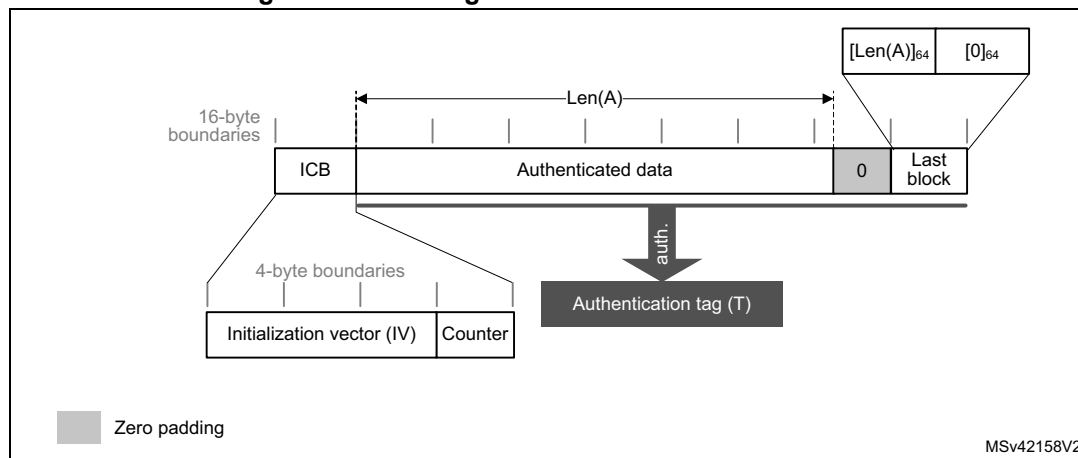 [Len(A)]64 [0]64
Len(A)
16-byte
boundaries
ICB Authenticated data 0 Last
block
auth.
4-byte boundaries
Authentication tag (T)
Initialization vector (IV) Counter
Zero padding
MSv42158V2